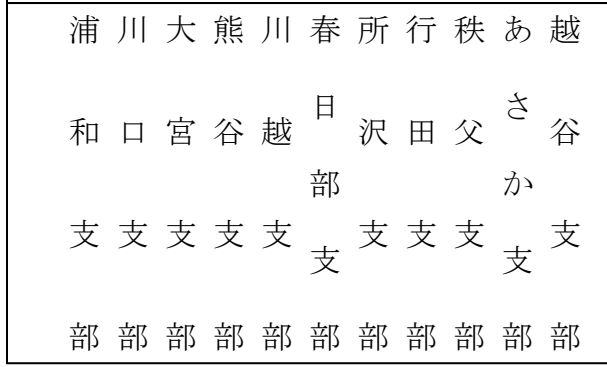 越谷支部
あさか支部
秩父支部
行田支部
所沢支部
春日部支部
川越支部
熊谷支部
大宮支部
川口支部
浦和支部